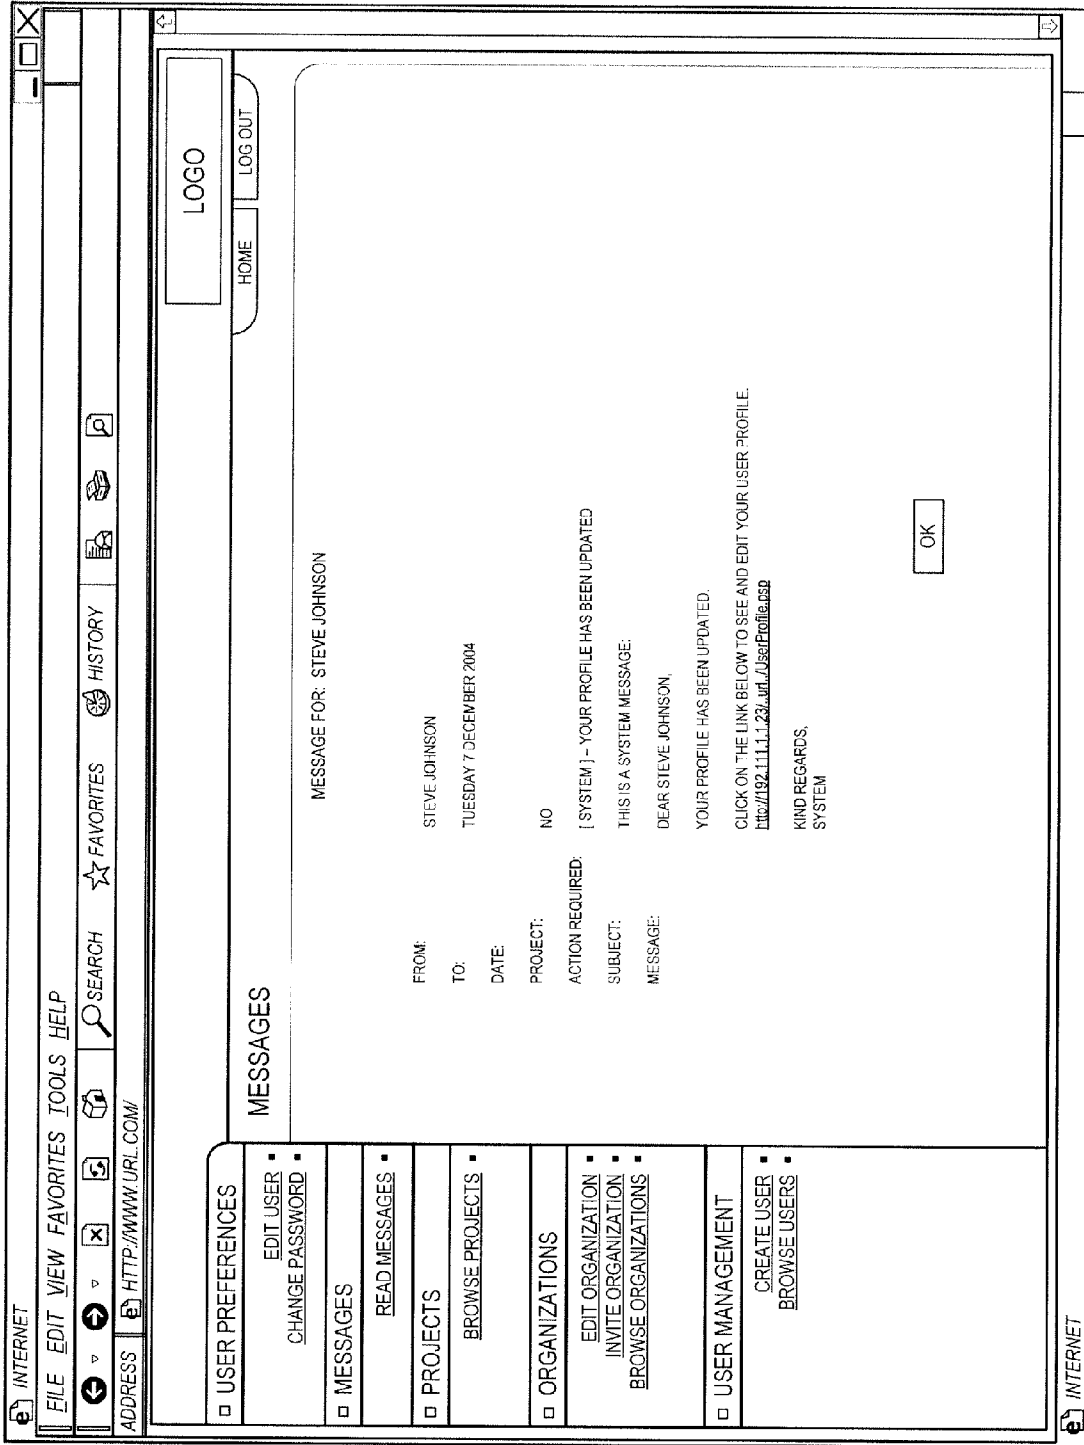 INTERNET
FILE EDIT VIEW FAVORITES TOOLS HELP
SEARCH FAVORITES HISTORY
ADDRESS HTTP://WWW.URL.COM/
LOGO
HOME LOG OUT
USER PREFERENCES
EDIT USER
CHANGE PASSWORD
MESSAGES
READ MESSAGES
PROJECTS
BROWSE PROJECTS
ORGANIZATIONS
EDIT ORGANIZATION
INVITE ORGANIZATION
BROWSE ORGANIZATIONS
USER MANAGEMENT
CREATE USER
BROWSE USERS
MESSAGES
MESSAGE FOR: STEVE JOHNSON
FROM:
TO: STEVE JOHNSON
DATE: TUESDAY 7 DECEMBER 2004
PROJECT:
ACTION REQUIRED: NO
SUBJECT: [ SYSTEM ] – YOUR PROFILE HAS BEEN UPDATED
MESSAGE: THIS IS A SYSTEM MESSAGE:
DEAR STEVE JOHNSON,
YOUR PROFILE HAS BEEN UPDATED.
CLICK ON THE LINK BELOW TO SEE AND EDIT YOUR USER PROFILE.
http://192.111.1.1.23/..url../UserProfile.psp
KIND REGARDS,
SYSTEM
OK
INTERNET